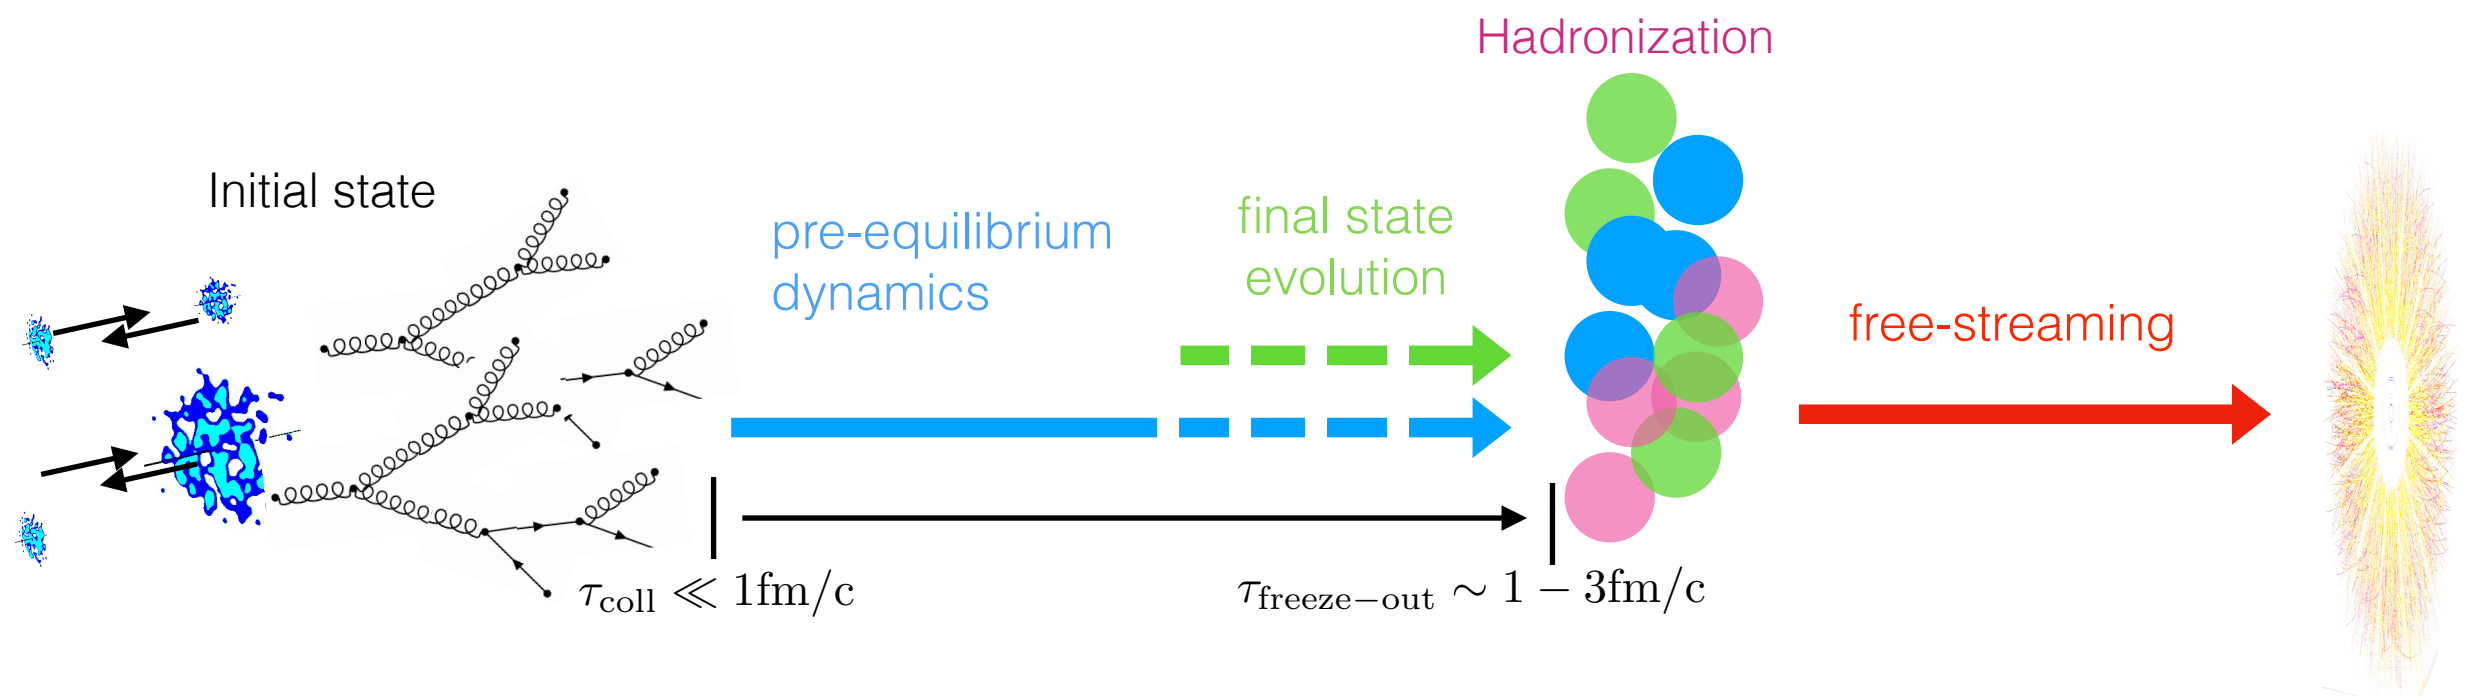 Hadronization
Initial state
pre-equilibrium
dynamics
final state
evolution
free-streaming
τcoll ≪ 1fm/c
τfreeze−out ∼ 1 − 3fm/c